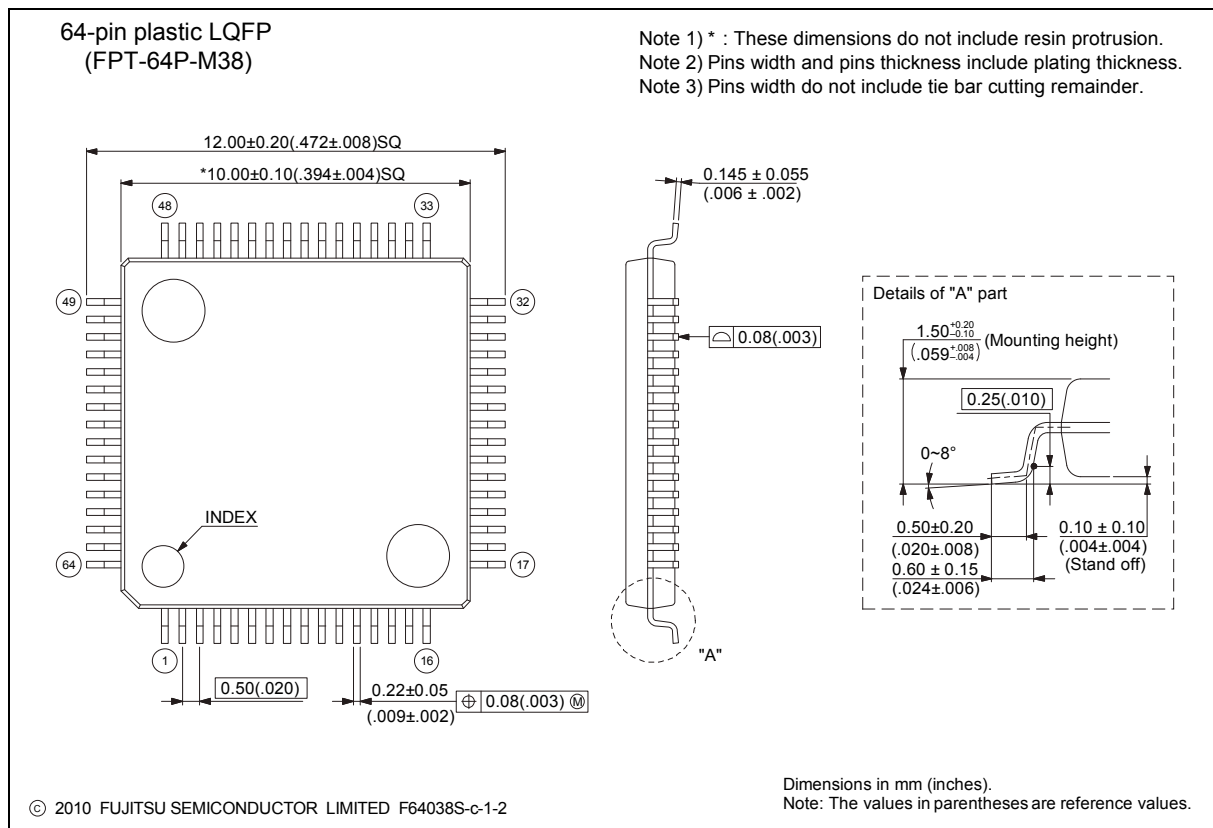 64-pin plastic LQFP
(FPT-64P-M38)
Note 1) * : These dimensions do not include resin protrusion.
Note 2) Pins width and pins thickness include plating thickness.
Note 3) Pins width do not include tie bar cutting remainder.
12.00±0.20(.472±.008)SQ
*10.00±0.10(.394±.004)SQ
48
33
49
32
INDEX
64
17
1
16
0.50(.020)
0.22±0.05
(.009±.002)
⌖ 0.08(.003) Ⓜ
0.145 ± 0.055
(.006 ± .002)
⌓ 0.08(.003)
"A"
Details of "A" part
1.50 +0.20 –0.10 (Mounting height)
(.059 +.008 –.004)
0.25(.010)
0~8°
0.50±0.20
(.020±.008)
0.60 ± 0.15
(.024±.006)
0.10 ± 0.10
(.004±.004)
(Stand off)
© 2010 FUJITSU SEMICONDUCTOR LIMITED F64038S-c-1-2
Dimensions in mm (inches).
Note: The values in parentheses are reference values.